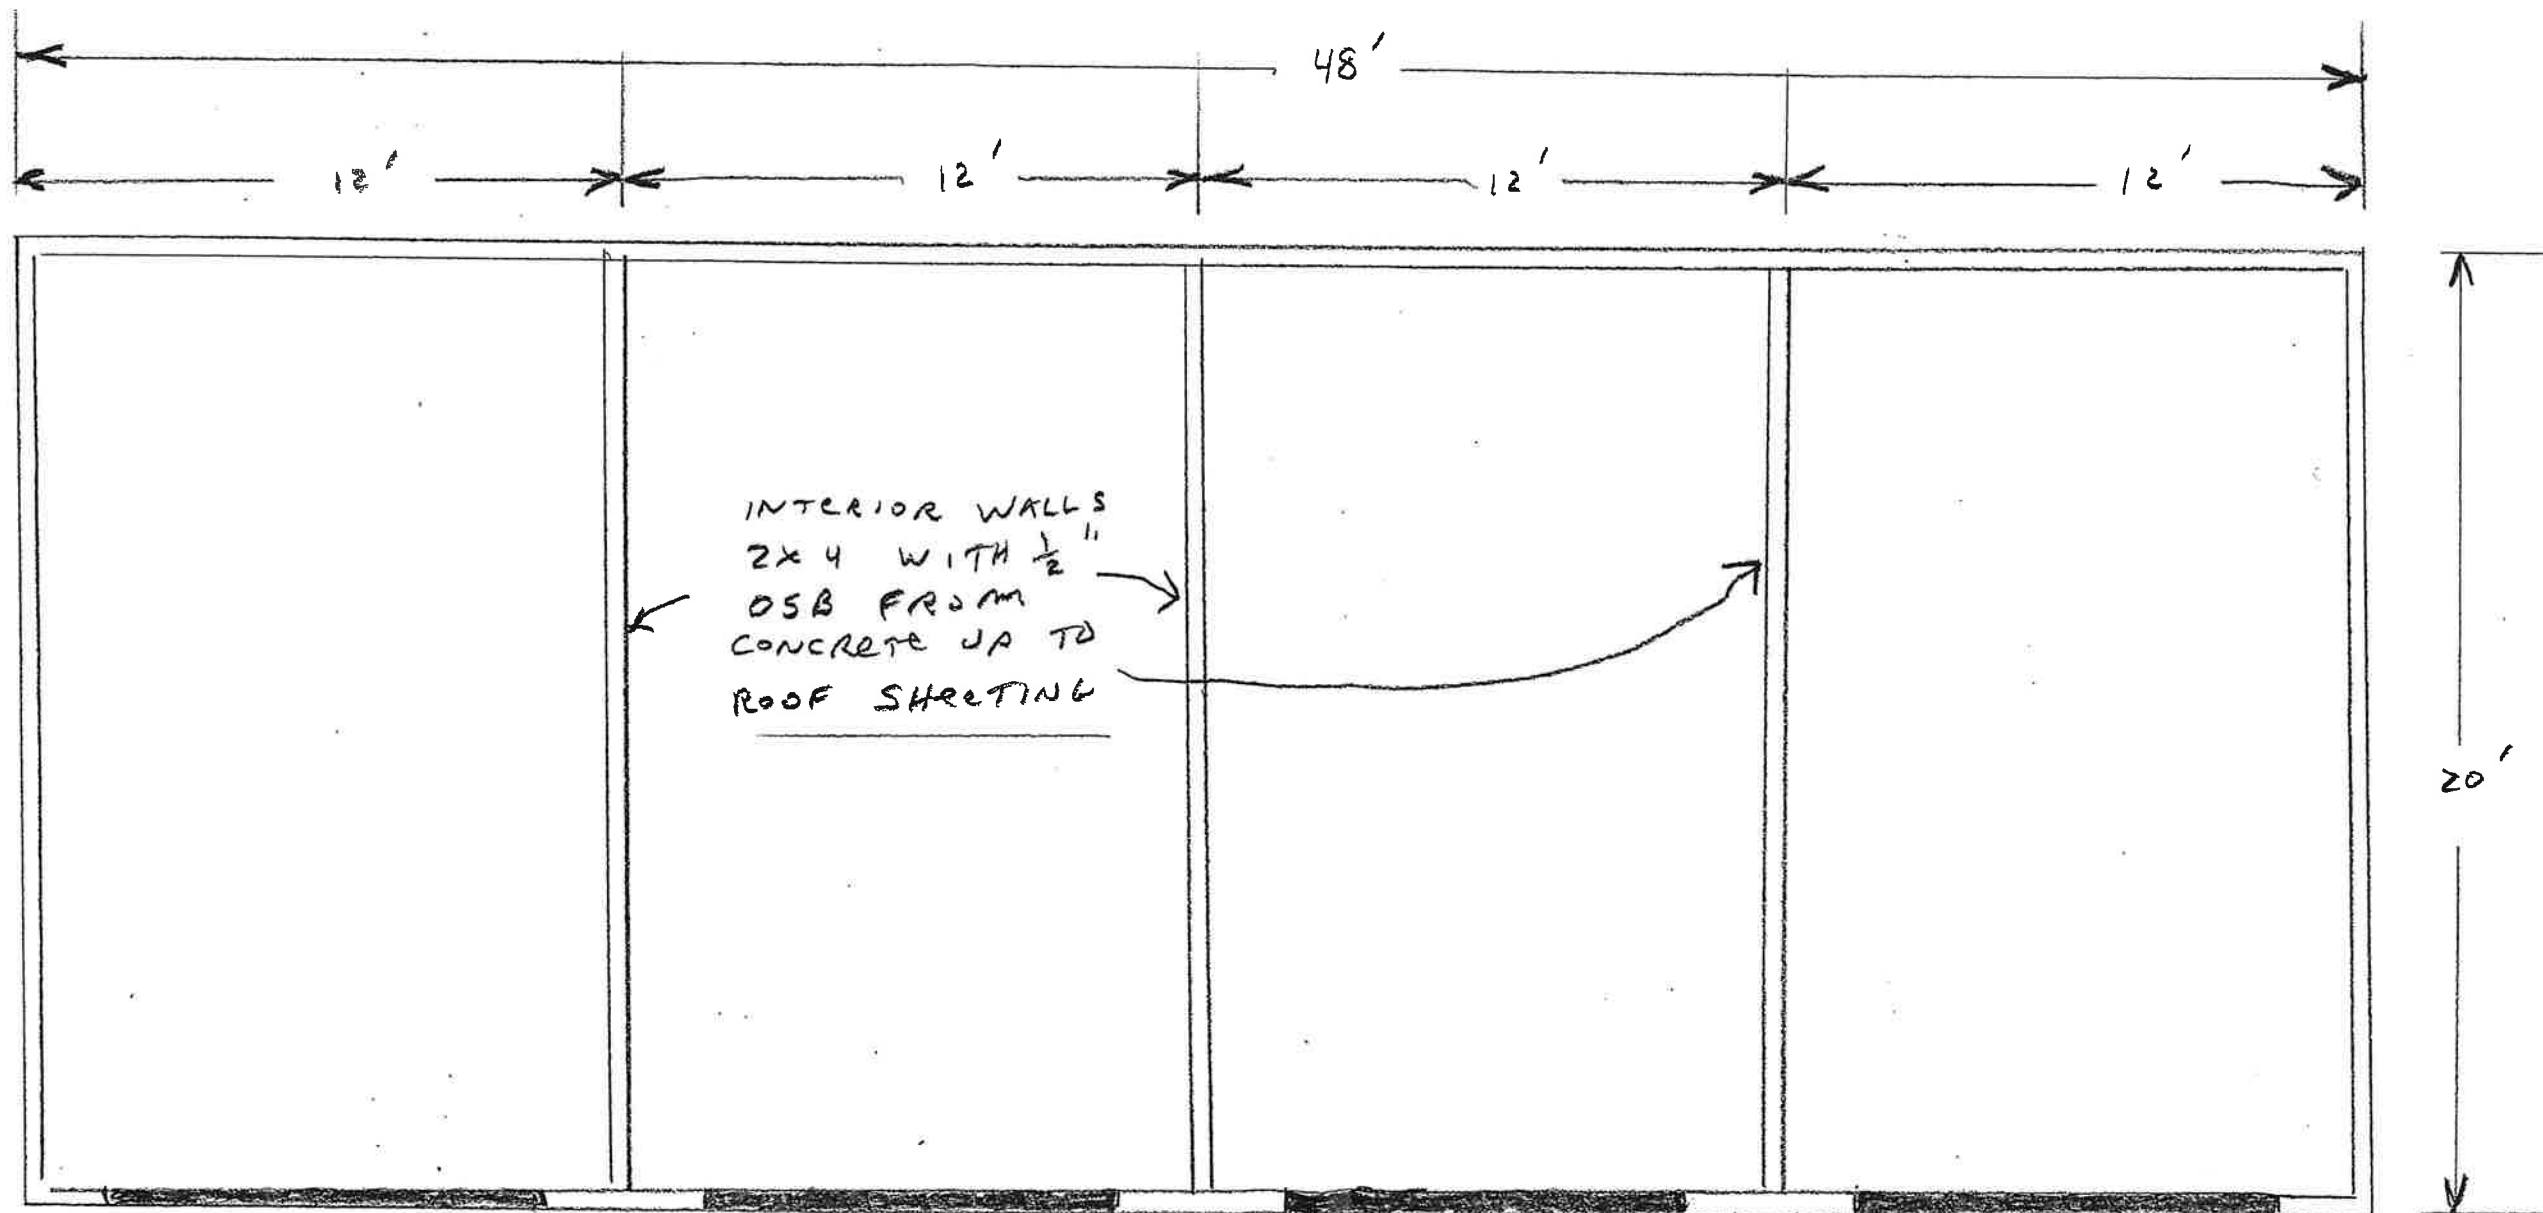 48'
12' 12' 12' 12'
INTERIOR WALLS
2x4 WITH ½"
OSB FROM
CONCRETE UP TO
ROOF SHEETING
20'